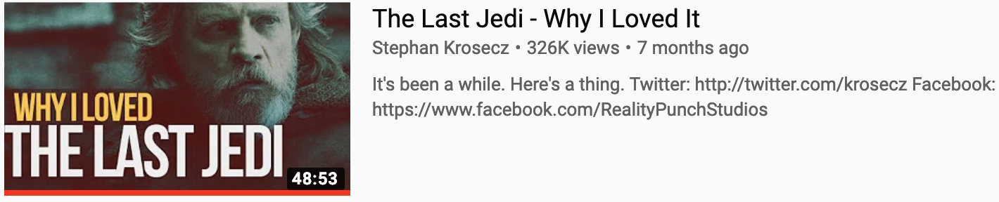 WHY I LOVED
THE LAST JEDI
48:53
The Last Jedi - Why I Loved It
Stephan Krosecz • 326K views • 7 months ago
It's been a while. Here's a thing. Twitter: http://twitter.com/krosecz Facebook:
https://www.facebook.com/RealityPunchStudios